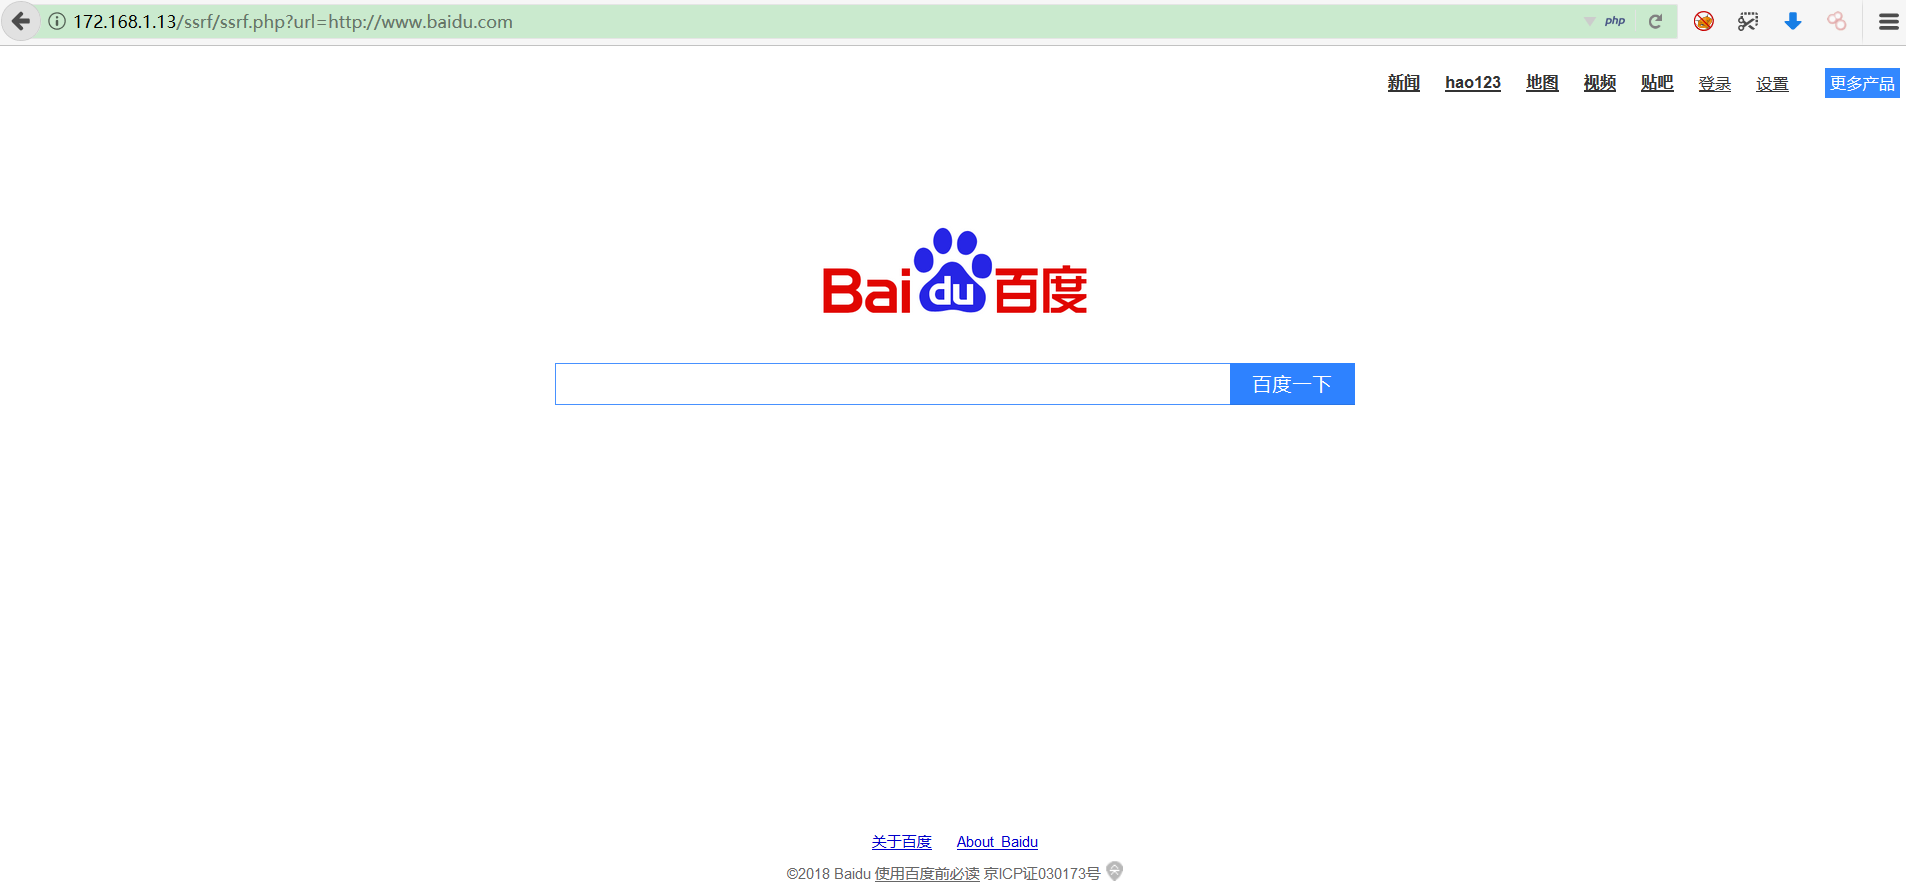 172.168.1.13/ssrf/ssrf.php?url=http://www.baidu.com php
新闻 hao123 地图 视频 贴吧 登录 设置 更多产品
Bai du 百度
百度一下
关于百度 About Baidu
©2018 Baidu 使用百度前必读 京ICP证030173号